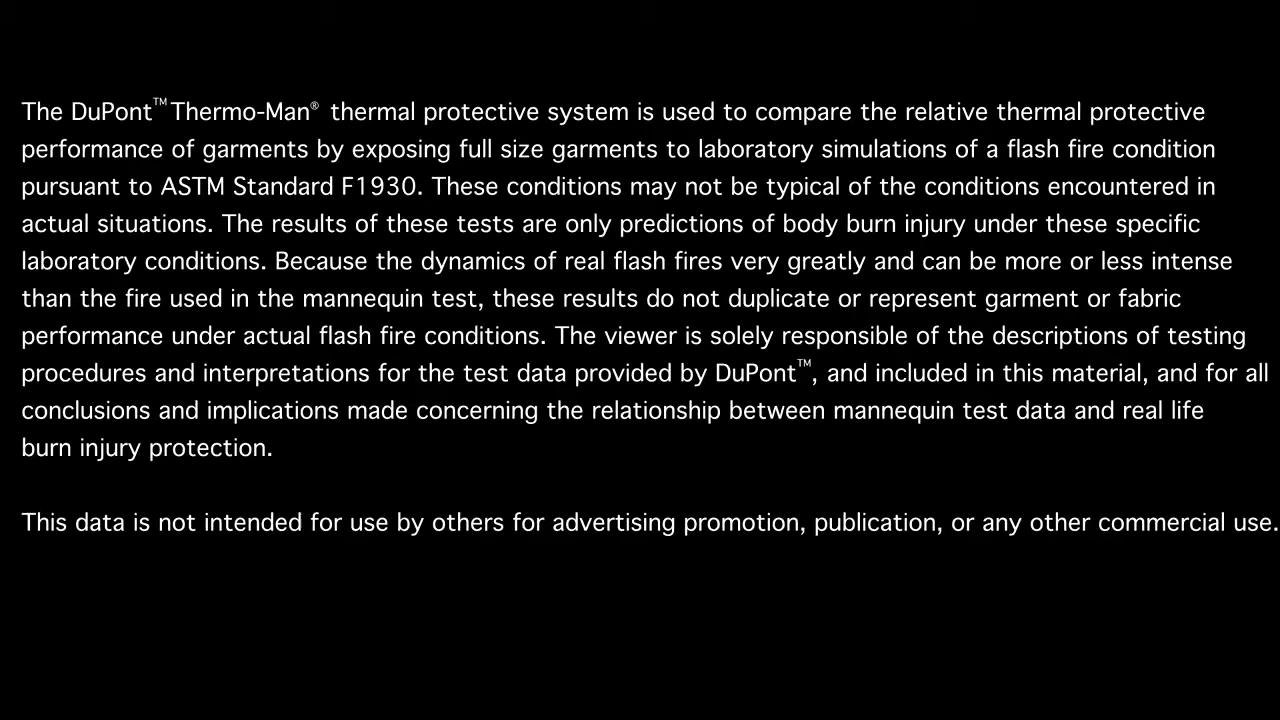 The DuPont™ Thermo-Man® thermal protective system is used to compare the relative thermal protective
performance of garments by exposing full size garments to laboratory simulations of a flash fire condition
pursuant to ASTM Standard F1930. These conditions may not be typical of the conditions encountered in
actual situations. The results of these tests are only predictions of body burn injury under these specific
laboratory conditions. Because the dynamics of real flash fires very greatly and can be more or less intense
than the fire used in the mannequin test, these results do not duplicate or represent garment or fabric
performance under actual flash fire conditions. The viewer is solely responsible of the descriptions of testing
procedures and interpretations for the test data provided by DuPont™, and included in this material, and for all
conclusions and implications made concerning the relationship between mannequin test data and real life
burn injury protection.
This data is not intended for use by others for advertising promotion, publication, or any other commercial use.